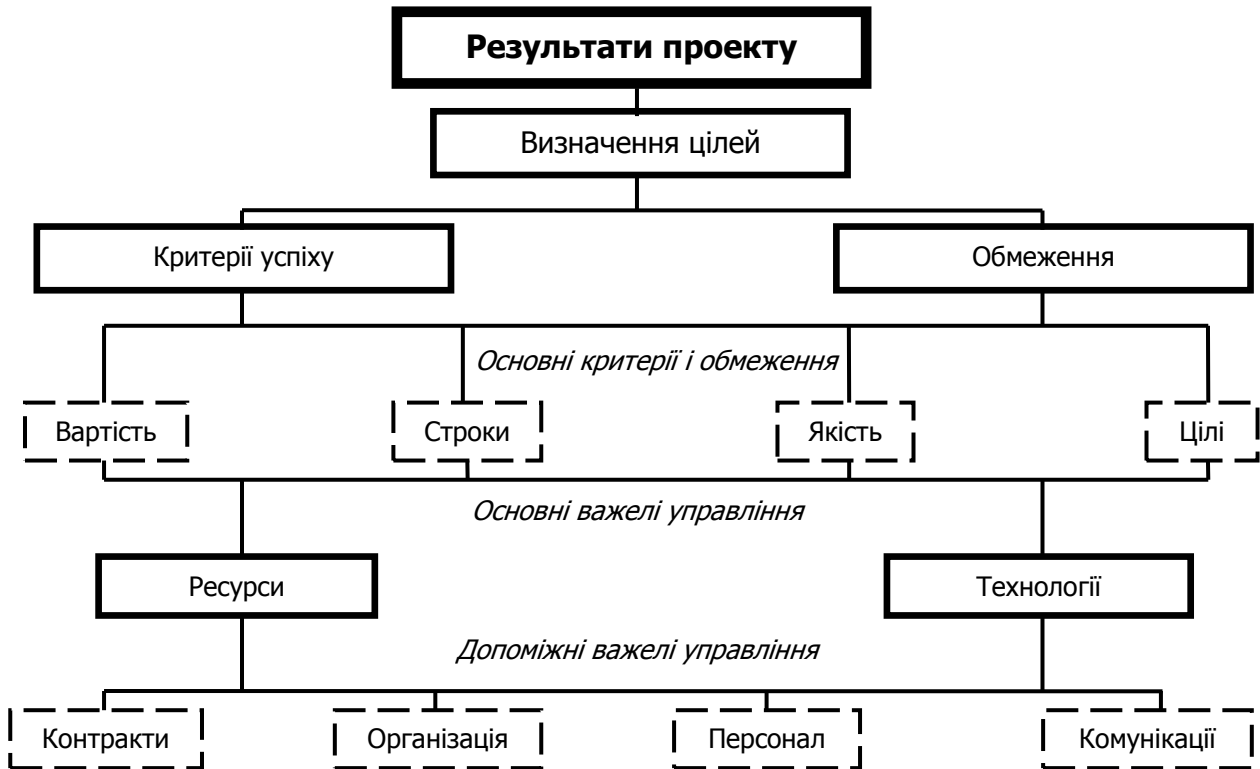 Результати проекту
Визначення цілей
Критерії успіху
Обмеження
Основні критерії і обмеження
Вартість
Строки
Якість
Цілі
Основні важелі управління
Ресурси
Технології
Допоміжні важелі управління
Контракти
Організація
Персонал
Комунікації